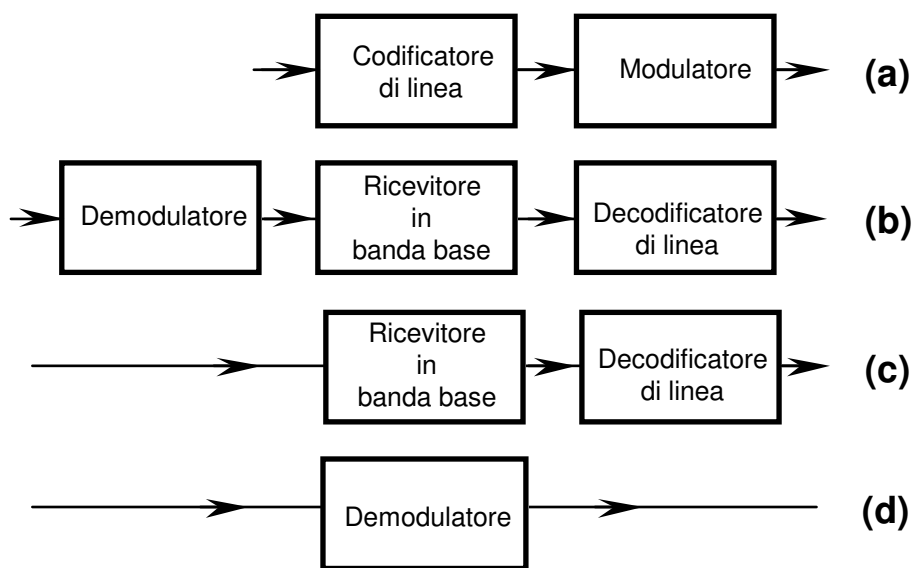 Codificatore
di linea
Modulatore
(a)
Demodulatore
Ricevitore
in
banda base
Decodificatore
di linea
(b)
Ricevitore
in
banda base
Decodificatore
di linea
(c)
Demodulatore
(d)